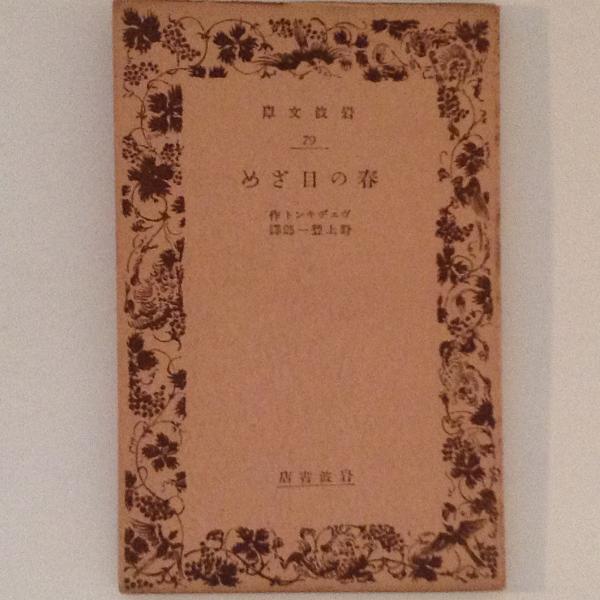 岩波文庫
79
春の目ざめ
ヴェデキント作
野上豐一郎譯
岩波書店